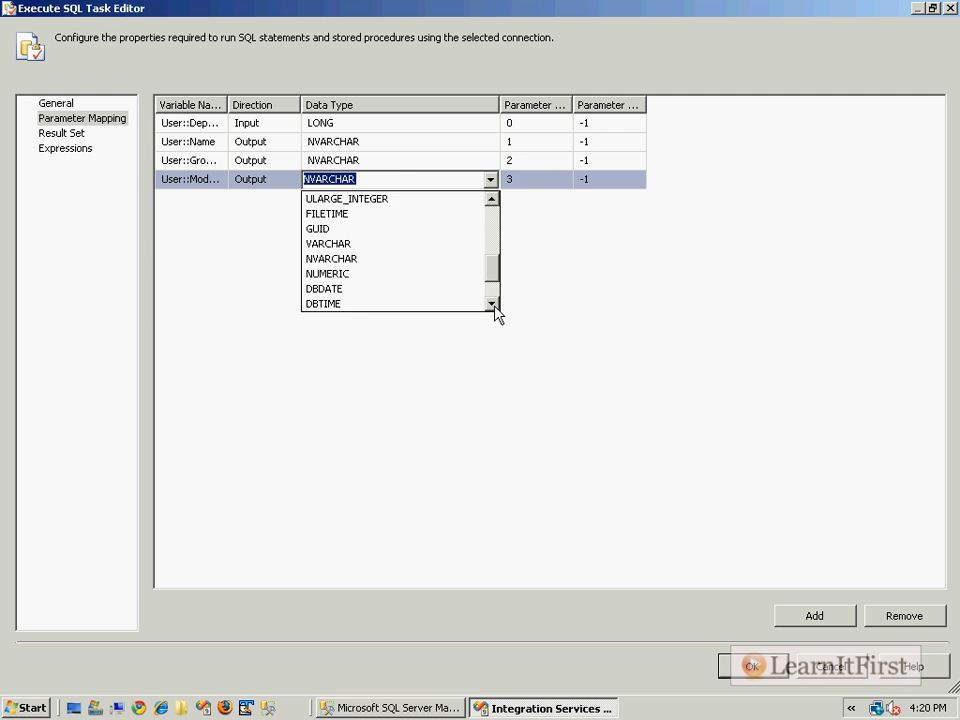 Execute SQL Task Editor
Configure the properties required to run SQL statements and stored procedures using the selected connection.
General
Parameter Mapping
Result Set
Expressions
Variable Na... Direction Data Type Parameter ... Parameter ...
User::Dep... Input LONG 0 -1
User::Name Output NVARCHAR 1 -1
User::Gro... Output NVARCHAR 2 -1
User::Mod... Output NVARCHAR 3 -1
ULARGE_INTEGER
FILETIME
GUID
VARCHAR
NVARCHAR
NUMERIC
DBDATE
DBTIME
Add Remove
OK Cancel Help
LearnItFirst
Start Microsoft SQL Server Ma... Integration Services ... « 4:20 PM